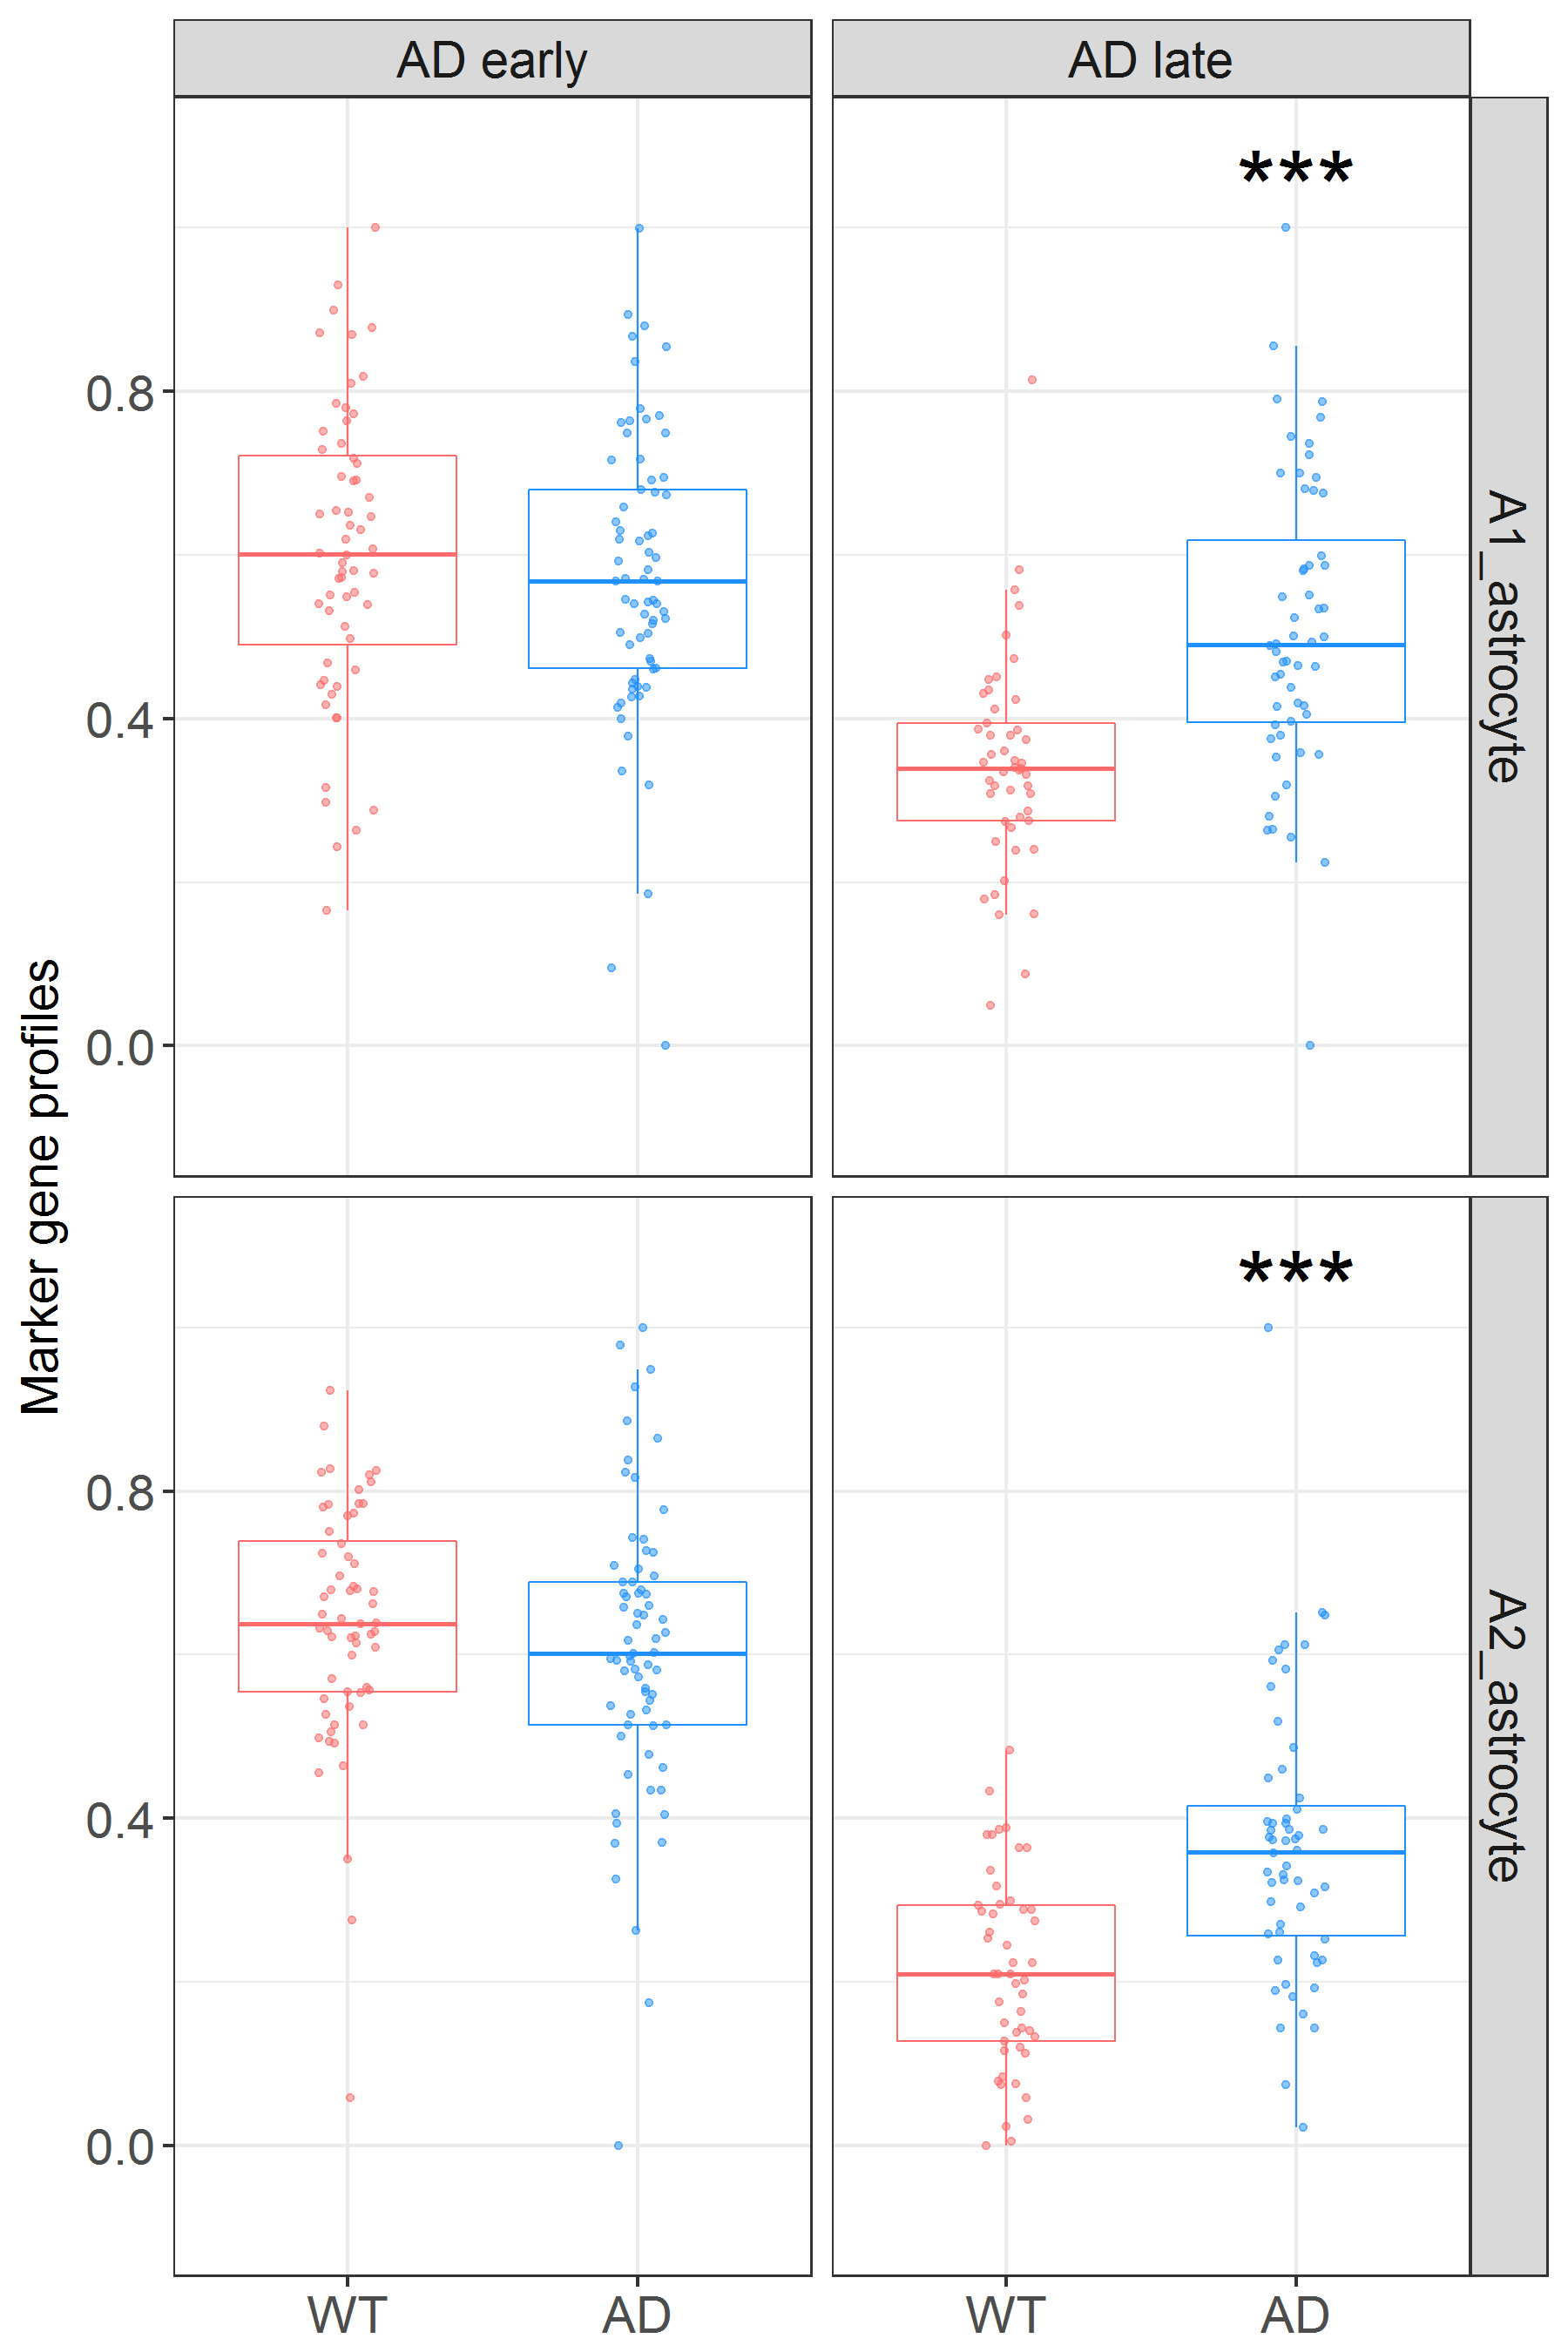 AD early
AD late
***
0.8
0.4
0.0
A1_astrocyte
Marker gene profiles
***
0.8
0.4
0.0
A2_astrocyte
WT
AD
WT
AD